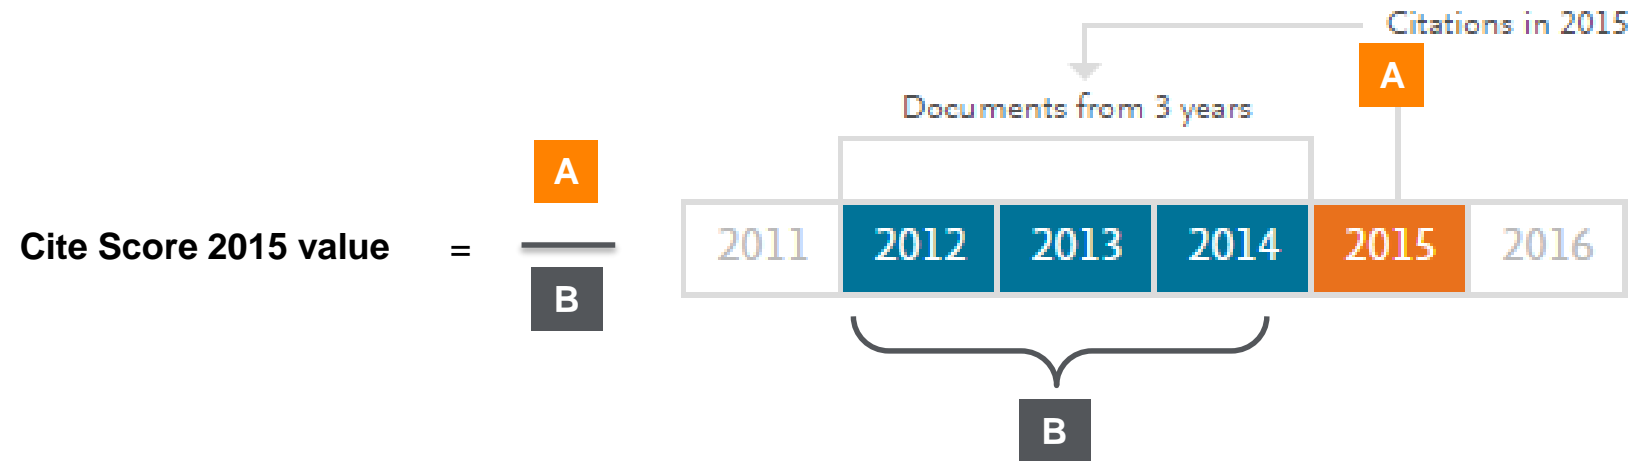 Citations in 2015
A
Documents from 3 years
A
Cite Score 2015 value =
B
2011 2012 2013 2014 2015 2016
B